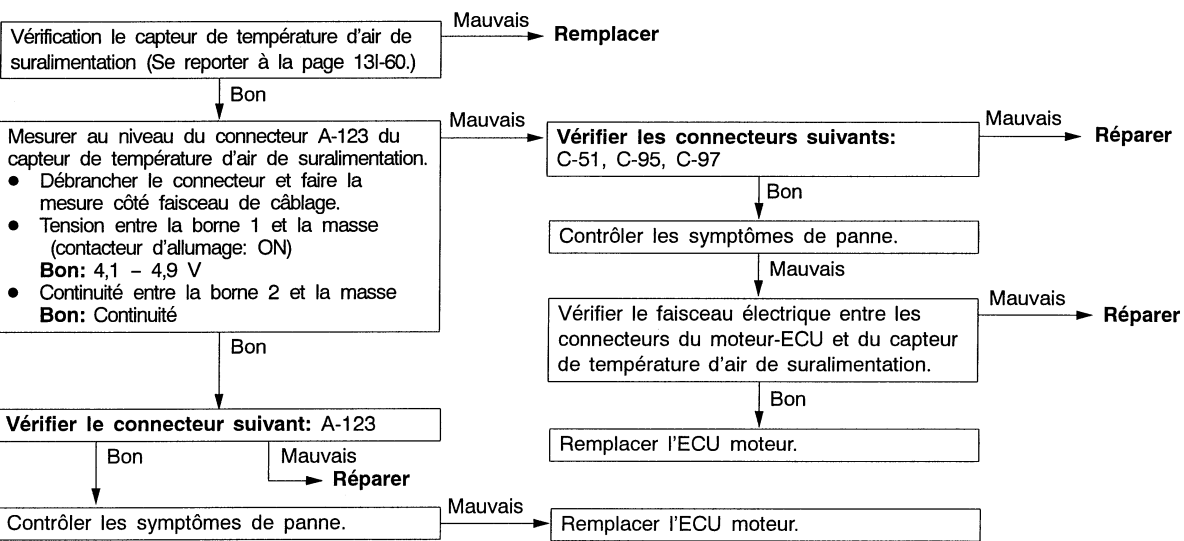 Vérification le capteur de température d'air de
suralimentation (Se reporter à la page 13I-60.)
Mauvais
Remplacer
Bon
Mesurer au niveau du connecteur A-123 du
capteur de température d'air de suralimentation.
● Débrancher le connecteur et faire la
mesure côté faisceau de câblage.
● Tension entre la borne 1 et la masse
(contacteur d'allumage: ON)
Bon: 4,1 – 4,9 V
● Continuité entre la borne 2 et la masse
Bon: Continuité
Mauvais
Vérifier les connecteurs suivants:
C-51, C-95, C-97
Mauvais
Réparer
Bon
Contrôler les symptômes de panne.
Mauvais
Vérifier le faisceau électrique entre les
connecteurs du moteur-ECU et du capteur
de température d'air de suralimentation.
Mauvais
Réparer
Bon
Remplacer l'ECU moteur.
Bon
Vérifier le connecteur suivant: A-123
Bon
Mauvais
Réparer
Contrôler les symptômes de panne.
Mauvais
Remplacer l'ECU moteur.